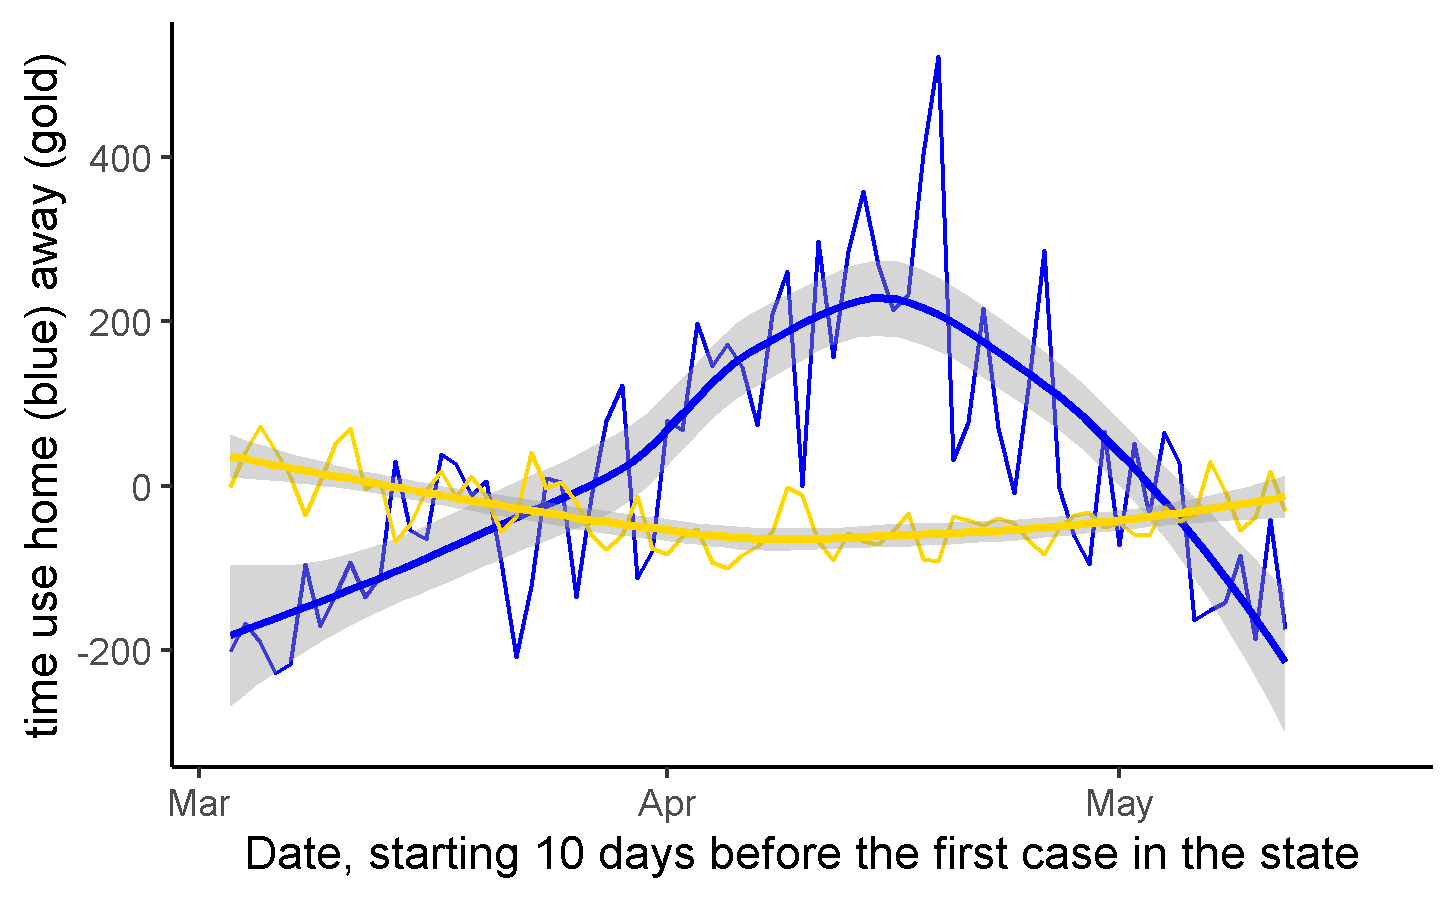 time use home (blue) away (gold)
400
200
0
-200
Mar
Apr
May
Date, starting 10 days before the first case in the state